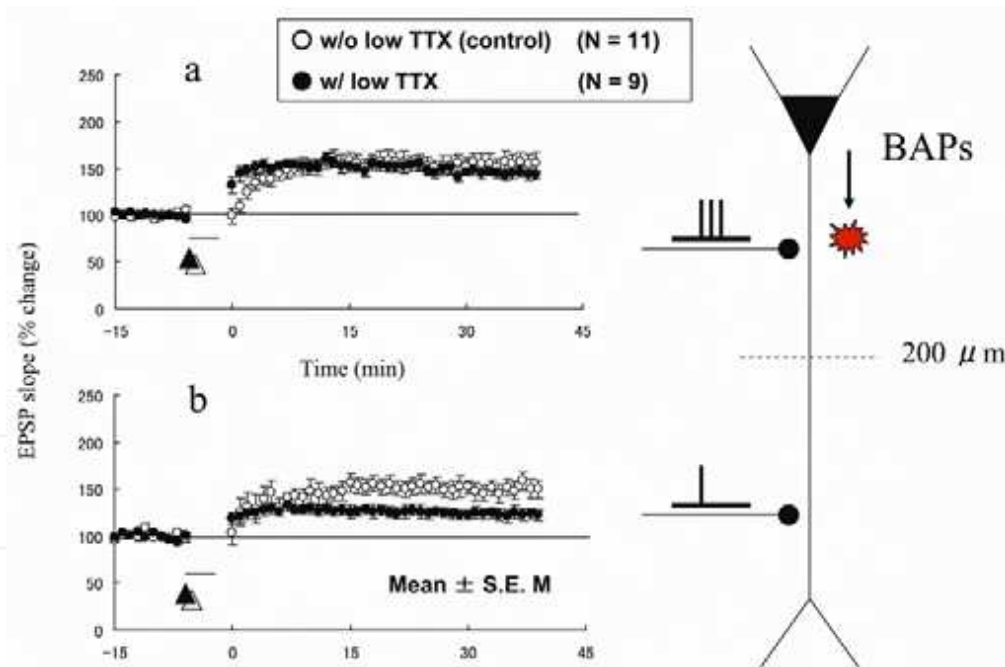 w/o low TTX (control) (N = 11)
w/ low TTX (N = 9)
a
250
200
150
100
50
0
-15 0 15 30 45
Time (min)
EPSP slope (% change)
b
250
200
150
100
50
0
Mean ± S.E. M
-15 0 15 30 45
BAPs
200 μm